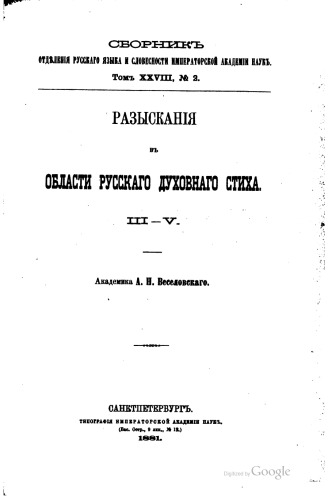 СБОРНИКЪ
ОТДѢЛЕНІЯ РУССКАГО ЯЗЫКА И СЛОВЕСНОСТИ ИМПЕРАТОРСКОЙ АКАДЕМІИ НАУКЪ.
Томъ XXVIII, № 2.
РАЗЫСКАНІЯ
ВЪ
ОБЛАСТИ РУССКАГО ДУХОВНАГО СТИХА.
III–V.
Академика А. Н. Веселовскаго.
САНКТПЕТЕРБУРГЪ.
ТИПОГРАФІЯ ИМПЕРАТОРСКОЙ АКАДЕМІИ НАУКЪ.
(Вас. Остр., 9 лин., № 12.)
1881.
Digitized by Google